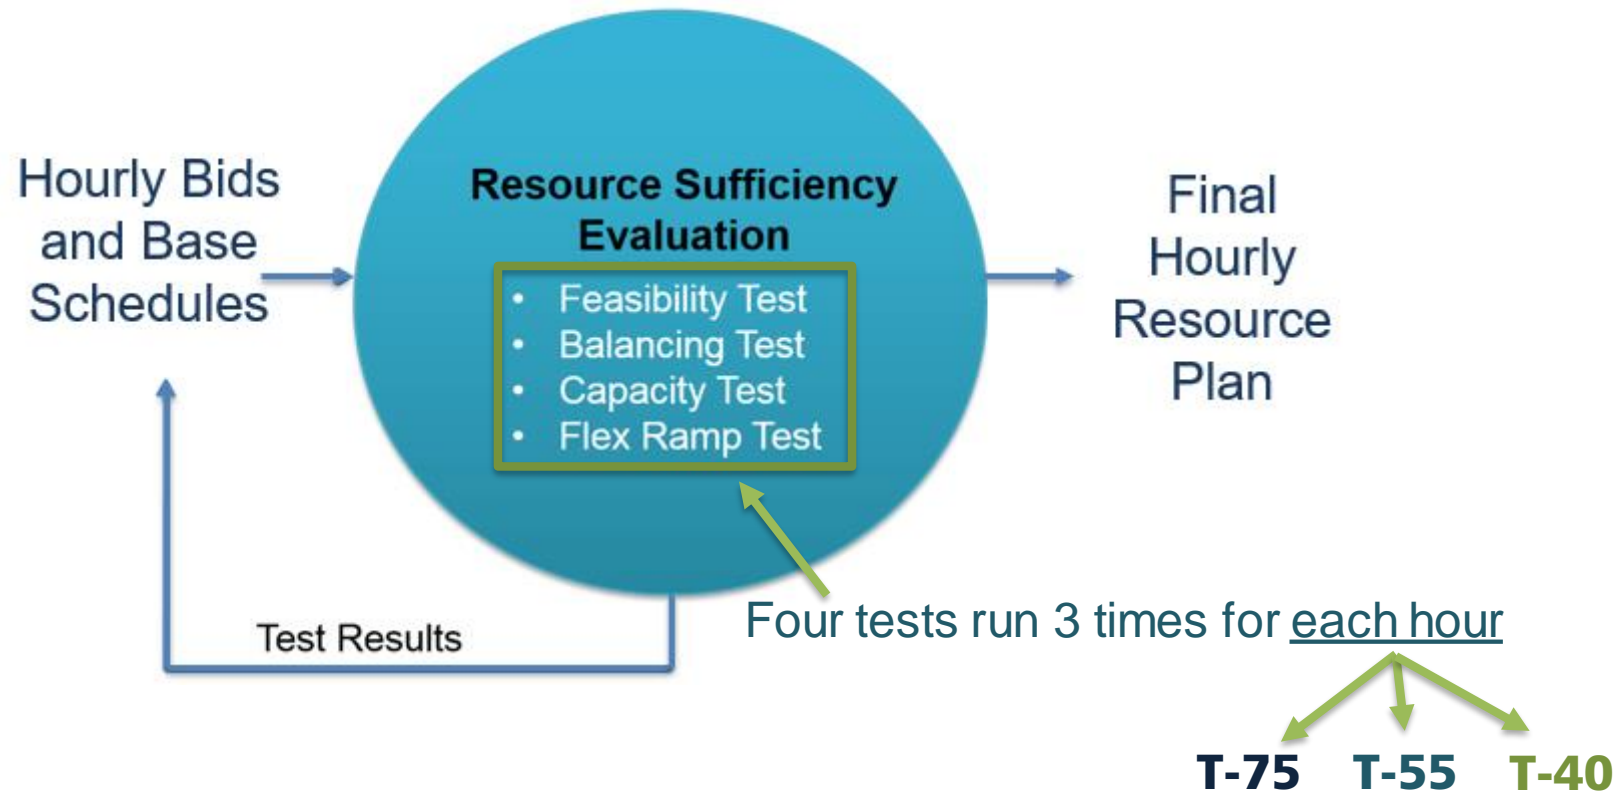 Hourly Bids
and Base
Schedules
Resource Sufficiency
Evaluation
• Feasibility Test
• Balancing Test
• Capacity Test
• Flex Ramp Test
Final
Hourly
Resource
Plan
Test Results
Four tests run 3 times for each hour
T-75 T-55 T-40